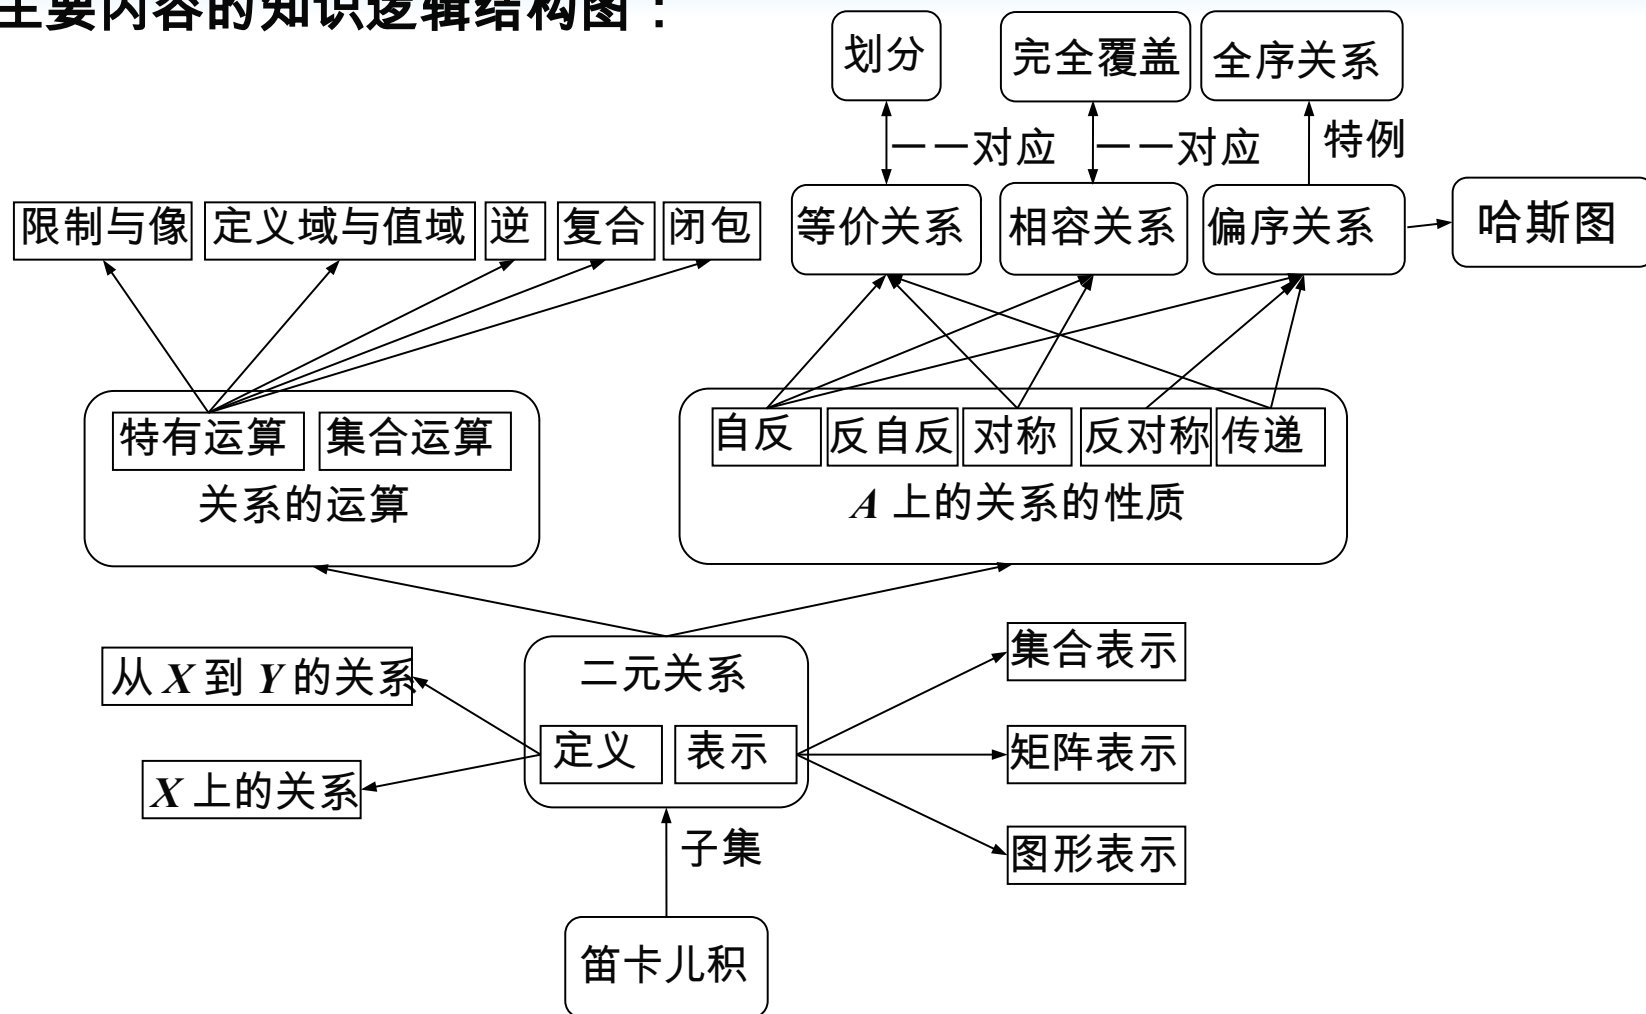 主要内容的知识逻辑结构图：
划分
完全覆盖
全序关系
一一对应
一一对应
特例
限制与像
定义域与值域
逆
复合
闭包
等价关系
相容关系
偏序关系
哈斯图
特有运算
集合运算
关系的运算
自反
反自反
对称
反对称
传递
A 上的关系的性质
从 X 到 Y 的关系
X 上的关系
二元关系
定义
表示
集合表示
矩阵表示
图形表示
子集
笛卡儿积